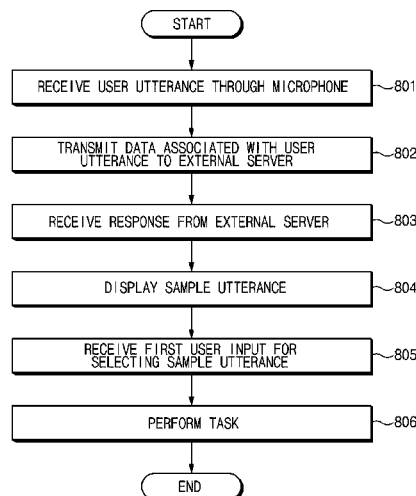 START
RECEIVE USER UTTERANCE THROUGH MICROPHONE 801
TRANSMIT DATA ASSOCIATED WITH USER
UTTERANCE TO EXTERNAL SERVER 802
RECEIVE RESPONSE FROM EXTERNAL SERVER 803
DISPLAY SAMPLE UTTERANCE 804
RECEIVE FIRST USER INPUT FOR
SELECTING SAMPLE UTTERANCE 805
PERFORM TASK 806
END